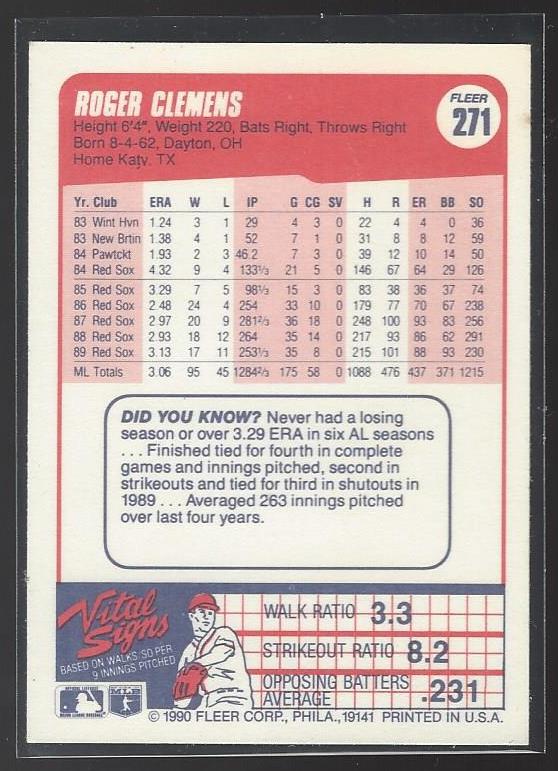 ROGER CLEMENS
Height 6'4", Weight 220, Bats Right, Throws Right
Born 8-4-62, Dayton, OH
Home Katy, TX
FLEER
271
Yr. Club ERA W L IP G CG SV H R ER BB SO
83 Wint Hvn 1.24 3 1 29 4 3 0 22 4 4 0 36
83 New Brtin 1.38 4 1 52 7 1 0 31 8 8 12 59
84 Pawtckt 1.93 2 3 46.2 7 3 0 39 12 10 14 50
84 Red Sox 4.32 9 4 133⅓ 21 5 0 146 67 64 29 126
85 Red Sox 3.29 7 5 98⅓ 15 3 0 83 38 36 37 74
86 Red Sox 2.48 24 4 254 33 10 0 179 77 70 67 238
87 Red Sox 2.97 20 9 281⅔ 36 18 0 248 100 93 83 256
88 Red Sox 2.93 18 12 264 35 14 0 217 93 86 62 291
89 Red Sox 3.13 17 11 253⅓ 35 8 0 215 101 88 93 230
ML Totals 3.06 95 45 1284⅔ 175 58 0 1088 476 437 371 1215
DID YOU KNOW? Never had a losing
season or over 3.29 ERA in six AL seasons
. . . Finished tied for fourth in complete
games and innings pitched, second in
strikeouts and tied for third in shutouts in
1989 . . . Averaged 263 innings pitched
over last four years.
Vital
Signs
BASED ON WALKS, SO PER
9 INNINGS PITCHED
WALK RATIO 3.3
STRIKEOUT RATIO 8.2
OPPOSING BATTERS
AVERAGE .231
© 1990 FLEER CORP., PHILA., 19141 PRINTED IN U.S.A.